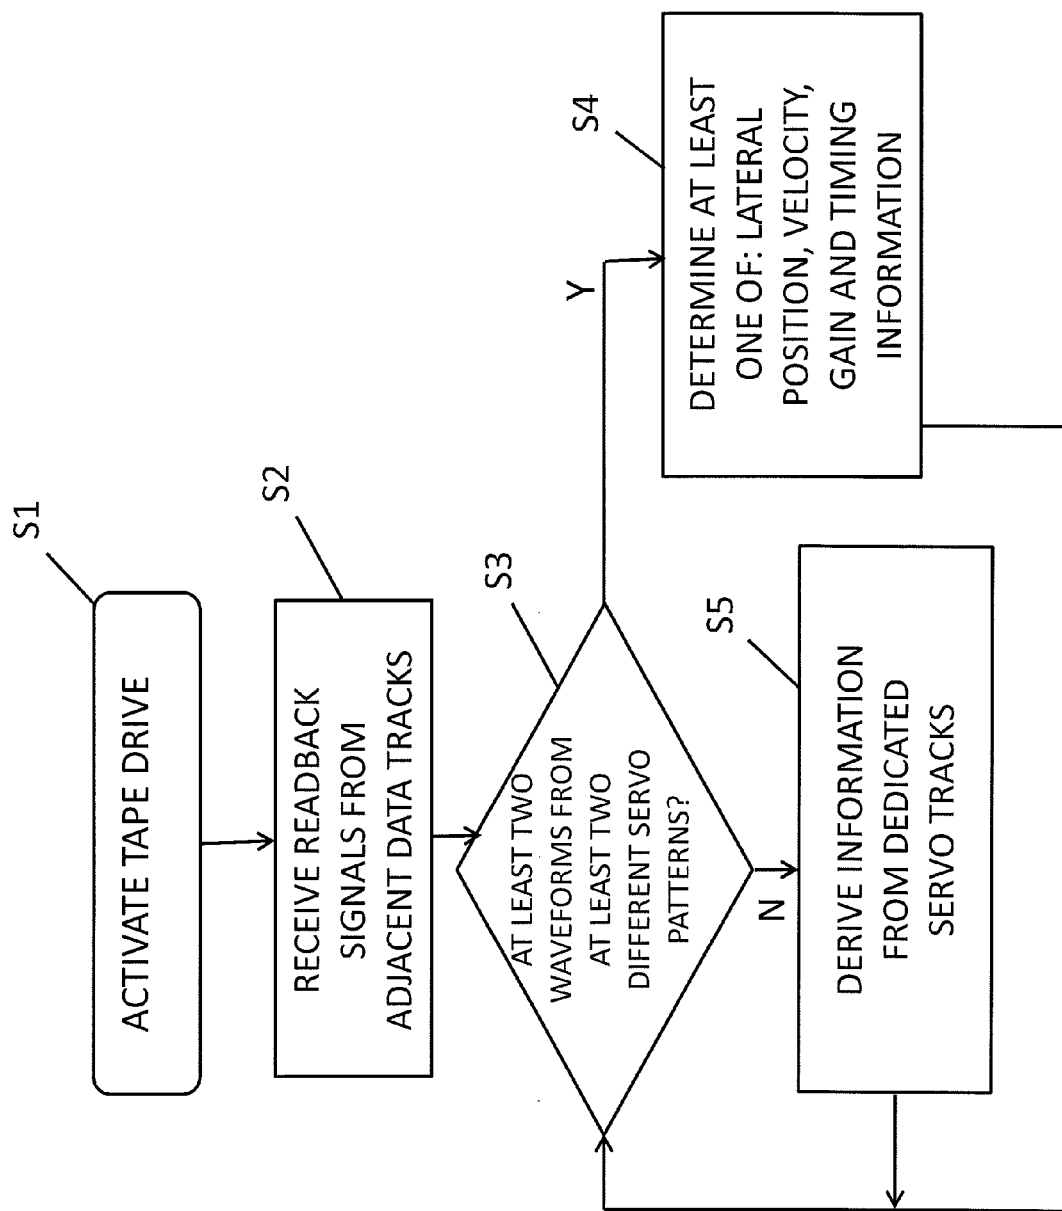 S1
ACTIVATE TAPE DRIVE
S2
RECEIVE READBACK
SIGNALS FROM
ADJACENT DATA TRACKS
S3
AT LEAST TWO
WAVEFORMS FROM
AT LEAST TWO
DIFFERENT SERVO
PATTERNS?
Y
S4
DETERMINE AT LEAST
ONE OF: LATERAL
POSITION, VELOCITY,
GAIN AND TIMING
INFORMATION
N
S5
DERIVE INFORMATION
FROM DEDICATED
SERVO TRACKS